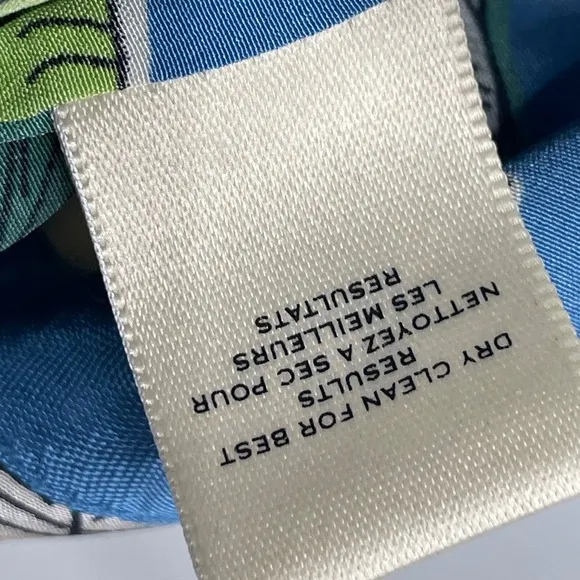 DRY CLEAN FOR BEST
RESULTS
NETTOYEZ A SEC POUR
LES MEILLEURS
RESULTATS